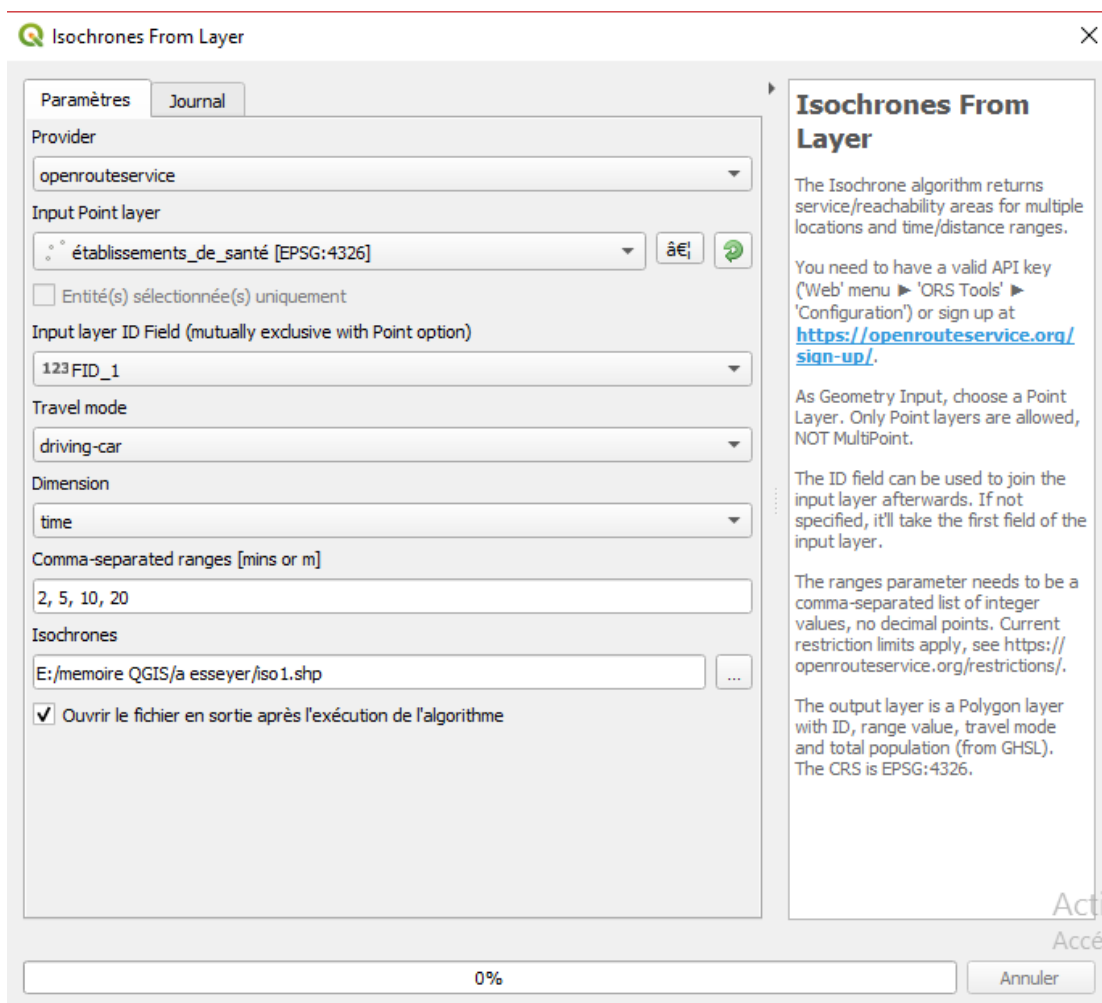 Isochrones From Layer
Paramètres
Journal
Provider
openrouteservice
Input Point layer
établissements_de_santé [EPSG:4326]
â€¦
Entité(s) sélectionnée(s) uniquement
Input layer ID Field (mutually exclusive with Point option)
123 FID_1
Travel mode
driving-car
Dimension
time
Comma-separated ranges [mins or m]
2, 5, 10, 20
Isochrones
E:/memoire QGIS/a esseyer/iso1.shp
...
Ouvrir le fichier en sortie après l'exécution de l'algorithme
Isochrones From
Layer
The Isochrone algorithm returns
service/reachability areas for multiple
locations and time/distance ranges.
You need to have a valid API key
('Web' menu ► 'ORS Tools' ►
'Configuration') or sign up at
https://openrouteservice.org/
sign-up/.
As Geometry Input, choose a Point
Layer. Only Point layers are allowed,
NOT MultiPoint.
The ID field can be used to join the
input layer afterwards. If not
specified, it'll take the first field of the
input layer.
The ranges parameter needs to be a
comma-separated list of integer
values, no decimal points. Current
restriction limits apply, see https://
openrouteservice.org/restrictions/.
The output layer is a Polygon layer
with ID, range value, travel mode
and total population (from GHSL).
The CRS is EPSG:4326.
Acti
Accé
0%
Annuler